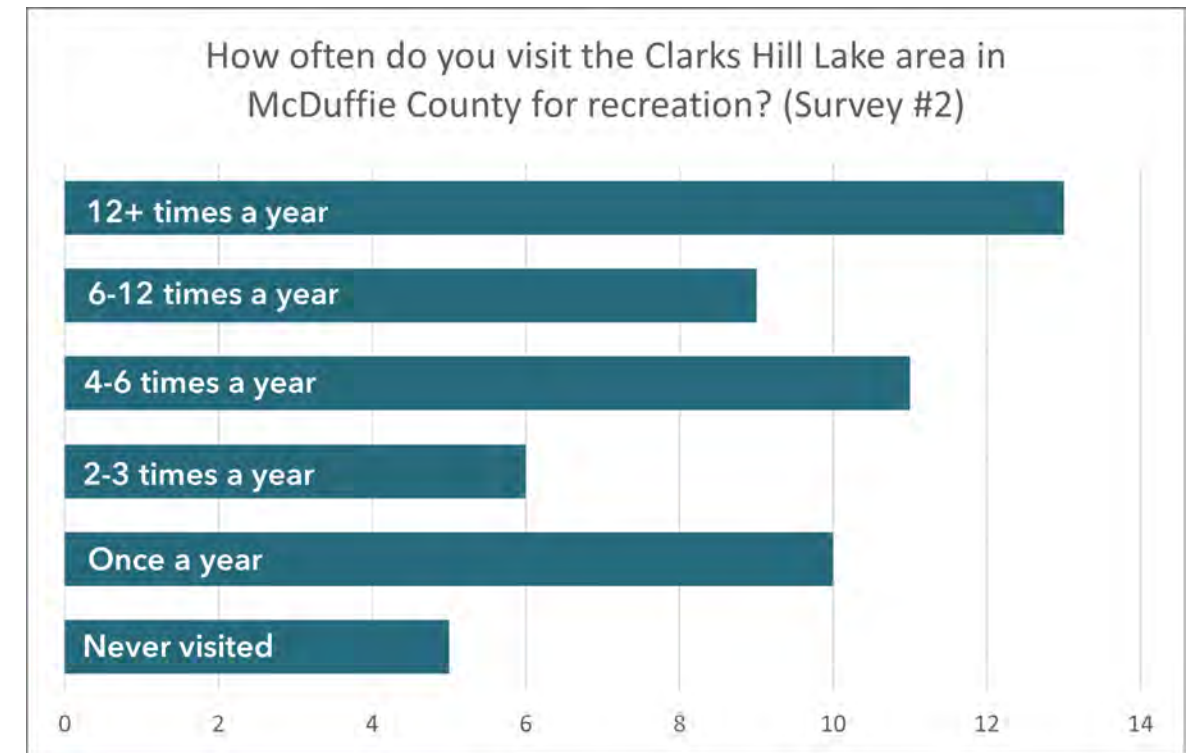 How often do you visit the Clarks Hill Lake area in
McDuffie County for recreation? (Survey #2)
12+ times a year
6-12 times a year
4-6 times a year
2-3 times a year
Once a year
Never visited
0 2 4 6 8 10 12 14